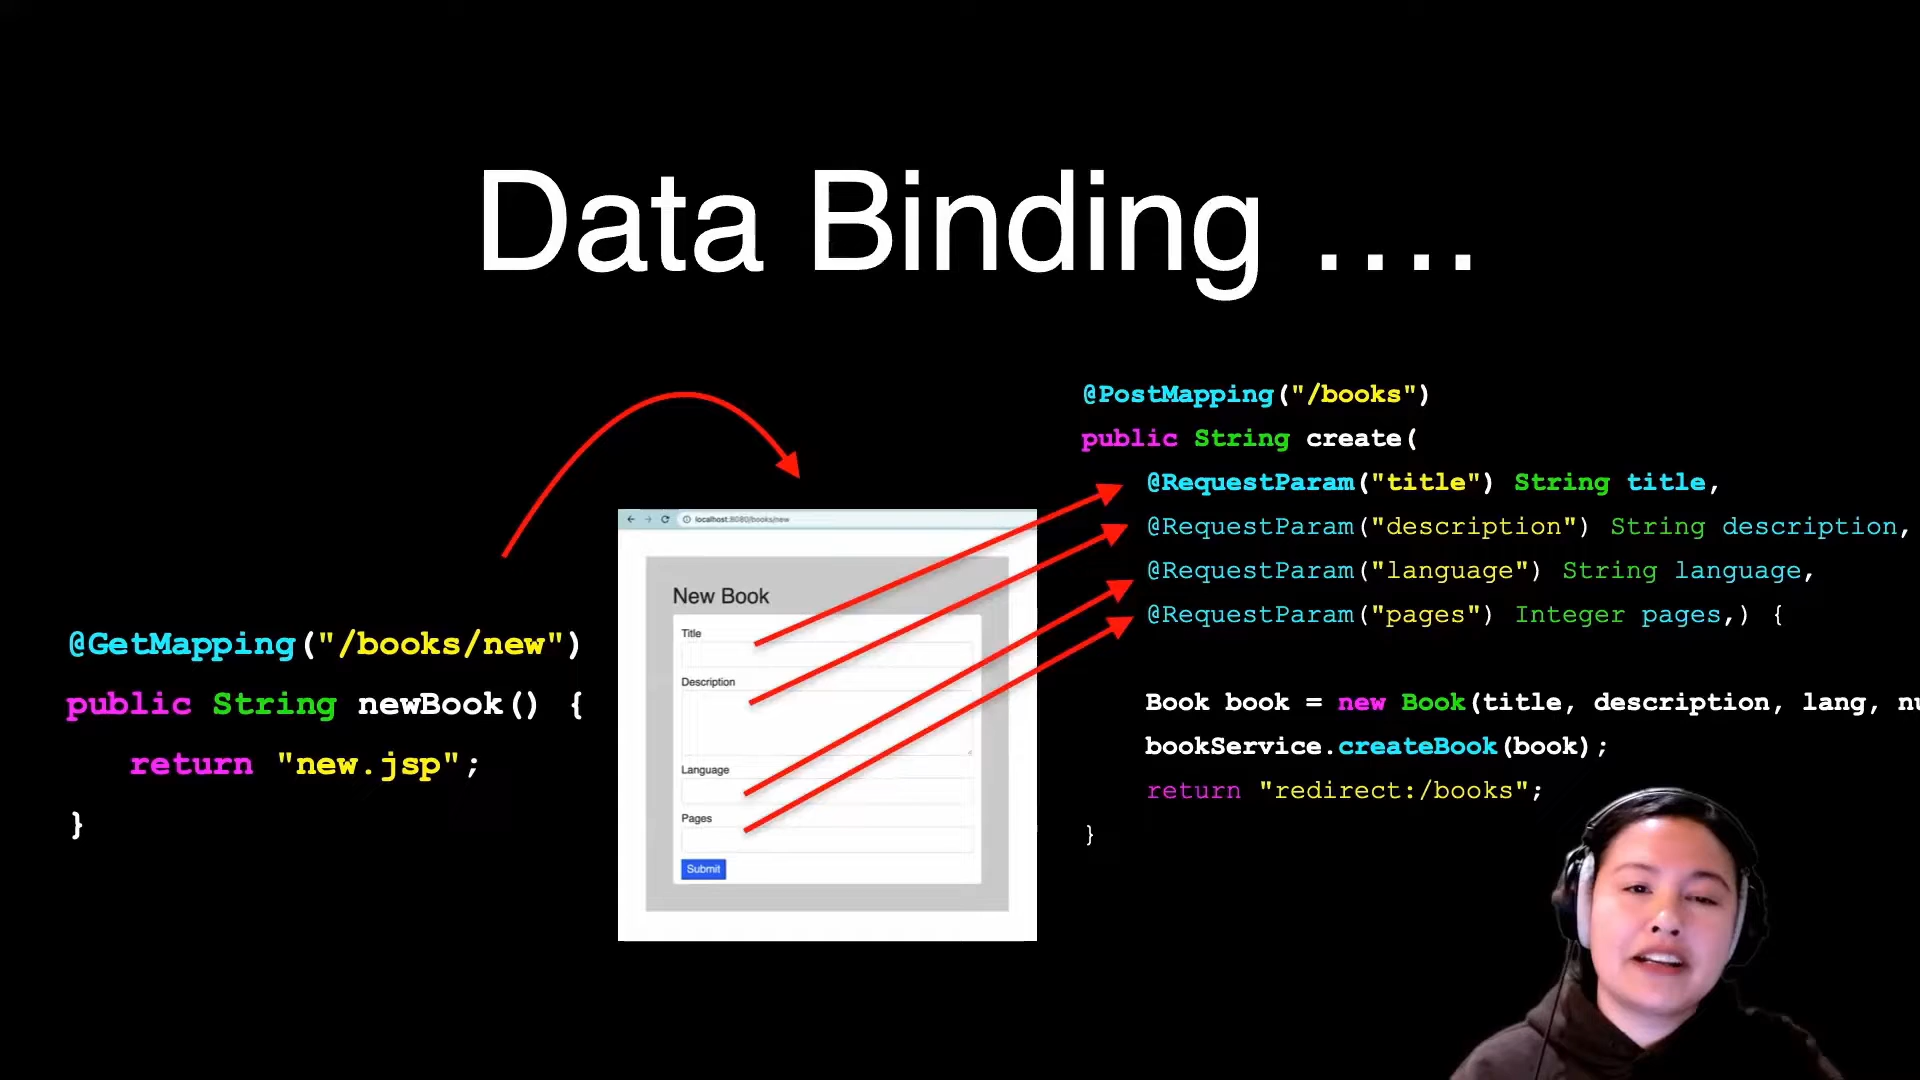 Data Binding ....
@GetMapping("/books/new")
public String newBook() {
return "new.jsp";
}
localhost:8080/books/new
New Book
Title
Description
Language
Pages
Submit
@PostMapping("/books")
public String create(
@RequestParam("title") String title,
@RequestParam("description") String description,
@RequestParam("language") String language,
@RequestParam("pages") Integer pages,) {
Book book = new Book(title, description, lang,
bookService.createBook(book);
return "redirect:/books";
}